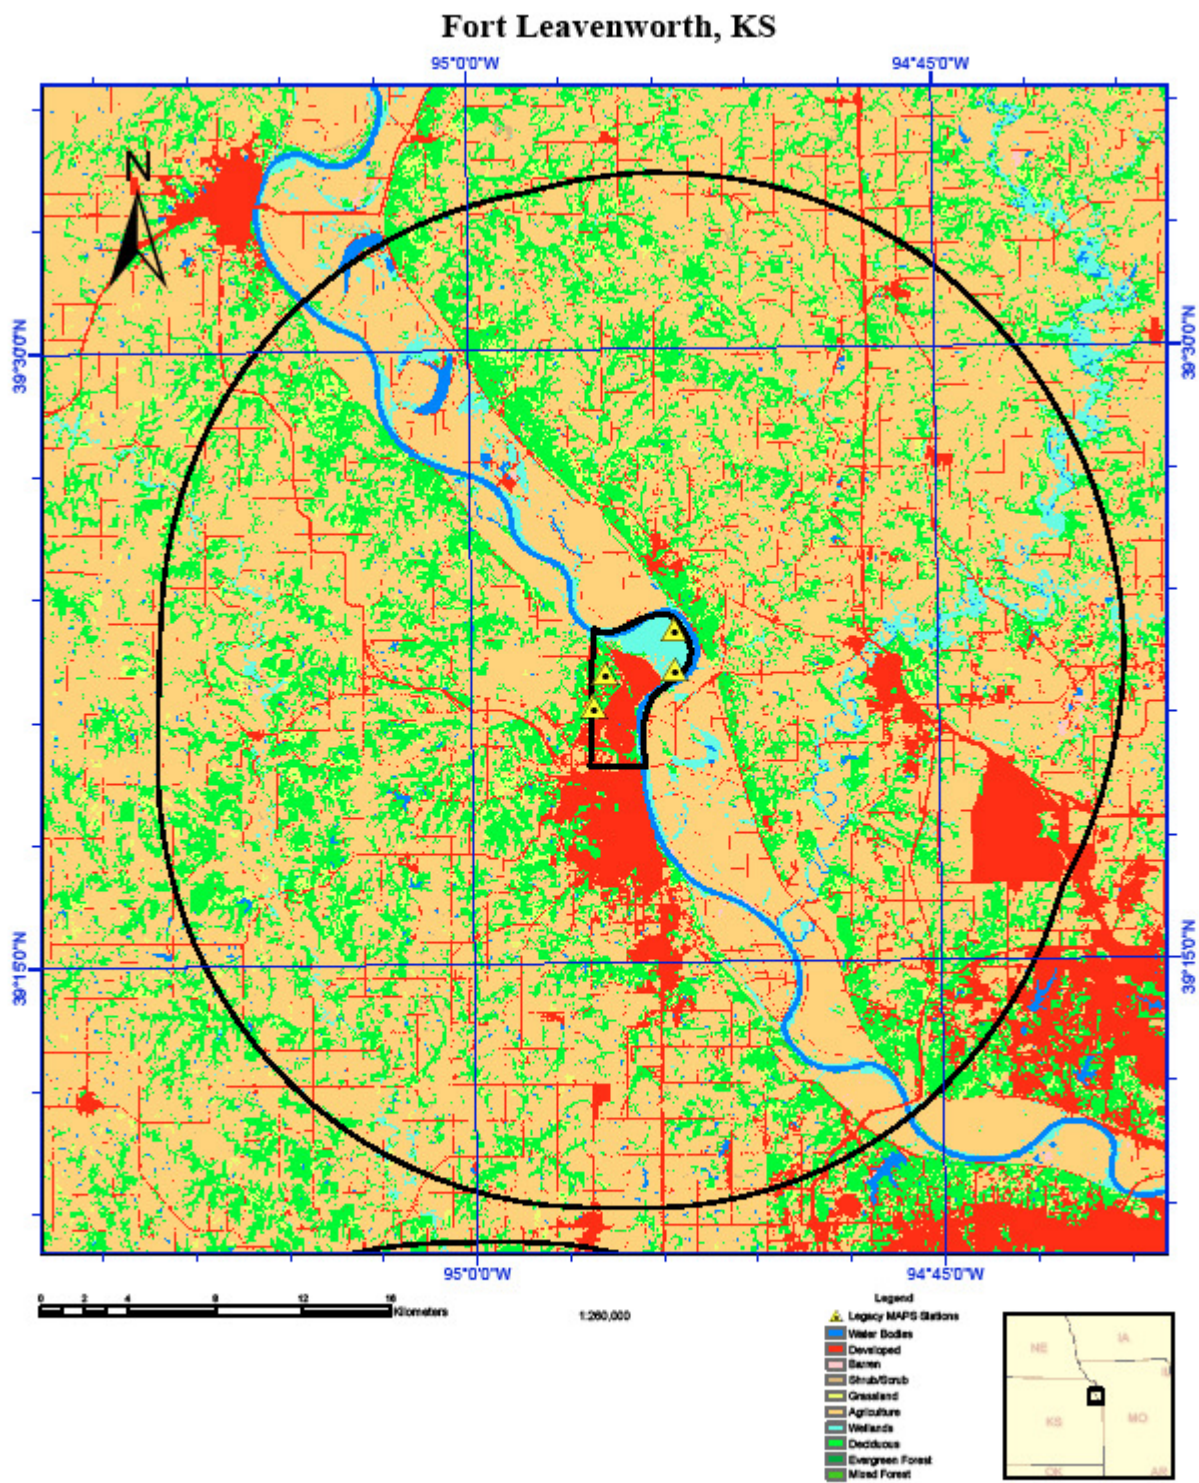 Fort Leavenworth, KS
95°0'0"W 94°45'0"W
N
39°30'0"N 39°30'0"N
39°15'0"N 39°15'0"N
95°0'0"W 94°45'0"W
0 2 4 8 12 16
Kilometers
1:260,000
Legend
Legacy MAPS Stations
Water Bodies
Developed
Barren
Shrub/Scrub
Grassland
Agriculture
Wetlands
Deciduous
Evergreen Forest
Mixed Forest
NE IA
KS MO
OK AR